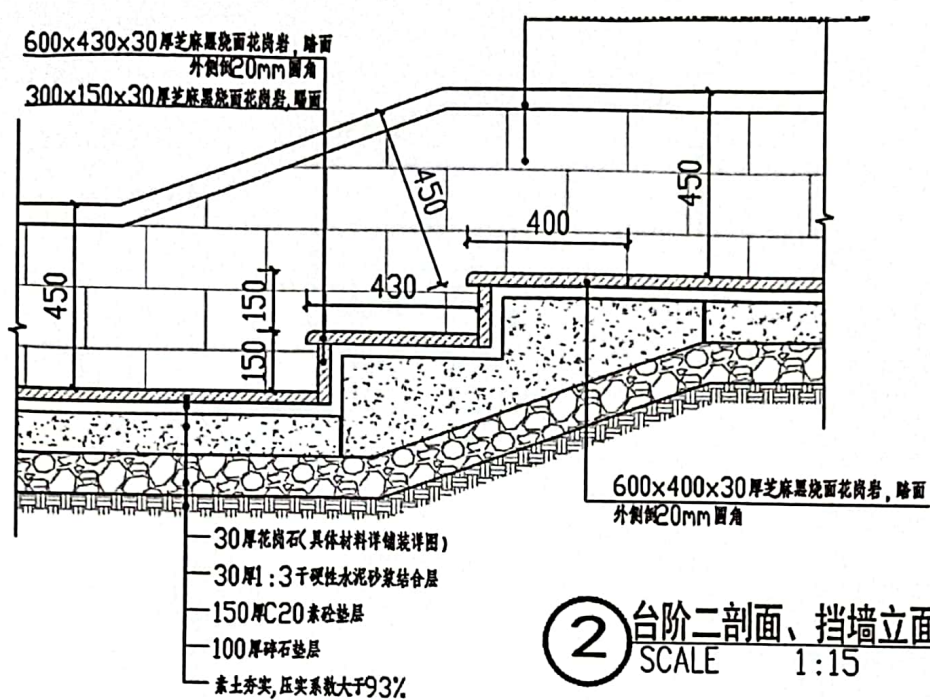 600x430x30厚芝麻黑烧面花岗岩,踏面
外侧倒20mm圆角
300x150x30厚芝麻黑烧面花岗岩,踏面
450
450
400
450
150
430
150
600x400x30厚芝麻黑烧面花岗岩,踏面
外侧倒20mm圆角
30厚花岗石(具体材料详铺装详图)
30厚1:3干硬性水泥砂浆结合层
150厚C20素砼垫层
100厚碎石垫层
素土夯实,压实系数大于93%
2 台阶二剖面、挡墙立面
SCALE 1:15